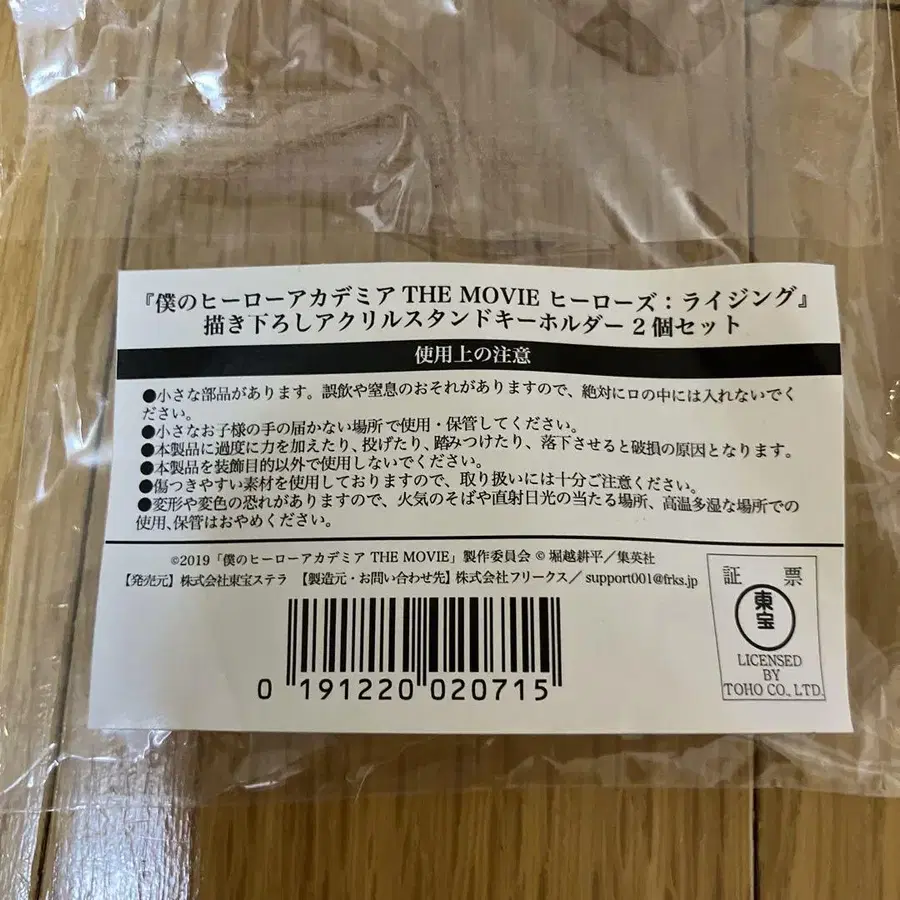 『僕のヒーローアカデミア THE MOVIE ヒーローズ：ライジング』
描き下ろしアクリルスタンドキーホルダー 2 個セット
使用上の注意
●小さな部品があります。誤飲や窒息のおそれがありますので、絶対に口の中には入れないでく
ださい。
●小さなお子様の手の届かない場所で使用・保管してください。
●本製品に過度に力を加えたり、投げたり、踏みつけたり、落下させると破損の原因となります。
●本製品を装飾目的以外で使用しないでください。
●傷つきやすい素材を使用しておりますので、取り扱いには十分ご注意ください。
●変形や変色の恐れがありますので、火気のそばや直射日光の当たる場所、高温多湿な場所での
使用、保管はおやめください。
©2019「僕のヒーローアカデミア THE MOVIE」製作委員会 © 堀越耕平／集英社
【発売元】株式会社東宝ステラ 【製造元・お問い合わせ先】株式会社フリークス／ support001@frks.jp
証 票
東宝
LICENSED
BY
TOHO CO., LTD.
0 191220 020715